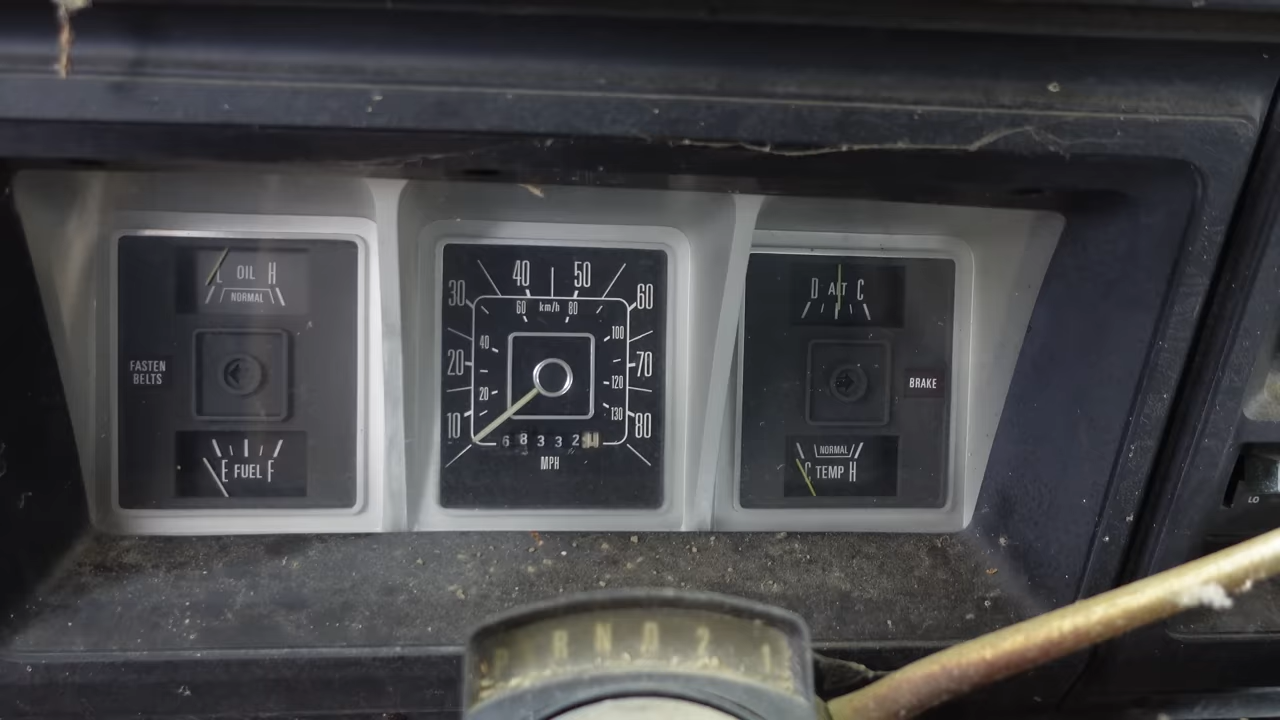 L OIL H
NORMAL
FASTEN
BELTS
E FUEL F
40 50
30 60
60 km/h 80
40 100
20 70
20 120
10 130 80
6 8 3 3 2
MPH
D ALT C
BRAKE
NORMAL
C TEMP H
LO
P R N D 2 1